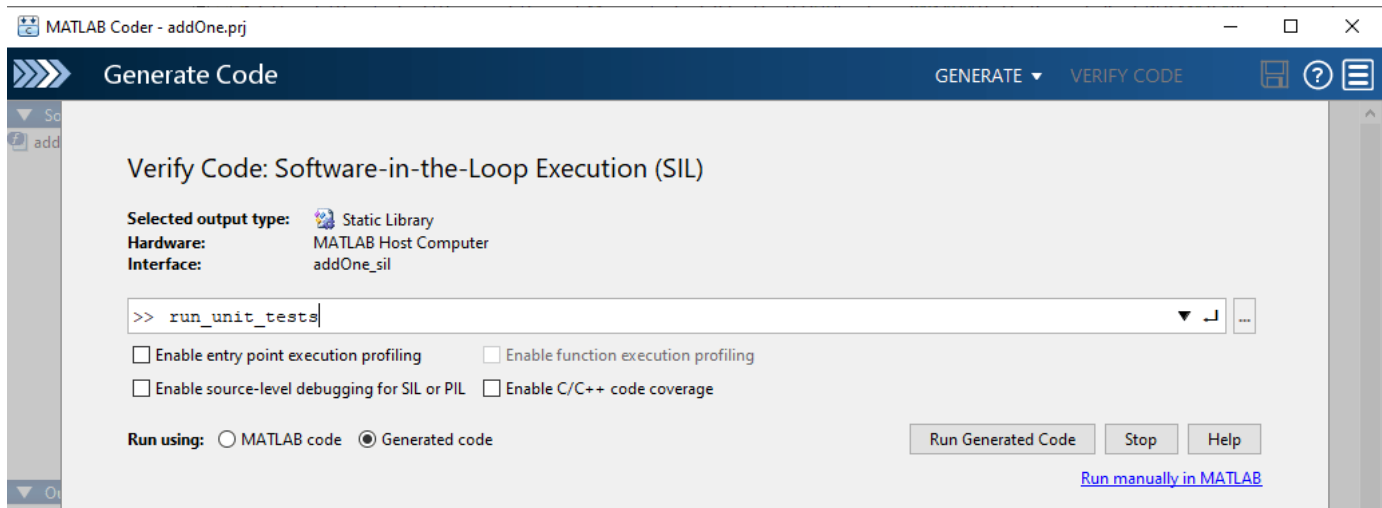 MATLAB Coder - addOne.prj
Generate Code GENERATE VERIFY CODE
So
add
Verify Code: Software-in-the-Loop Execution (SIL)
Selected output type: Static Library
Hardware: MATLAB Host Computer
Interface: addOne_sil
>> run_unit_tests ...
Enable entry point execution profiling Enable function execution profiling
Enable source-level debugging for SIL or PIL Enable C/C++ code coverage
Run using: MATLAB code Generated code Run Generated Code Stop Help
Run manually in MATLAB
Ou